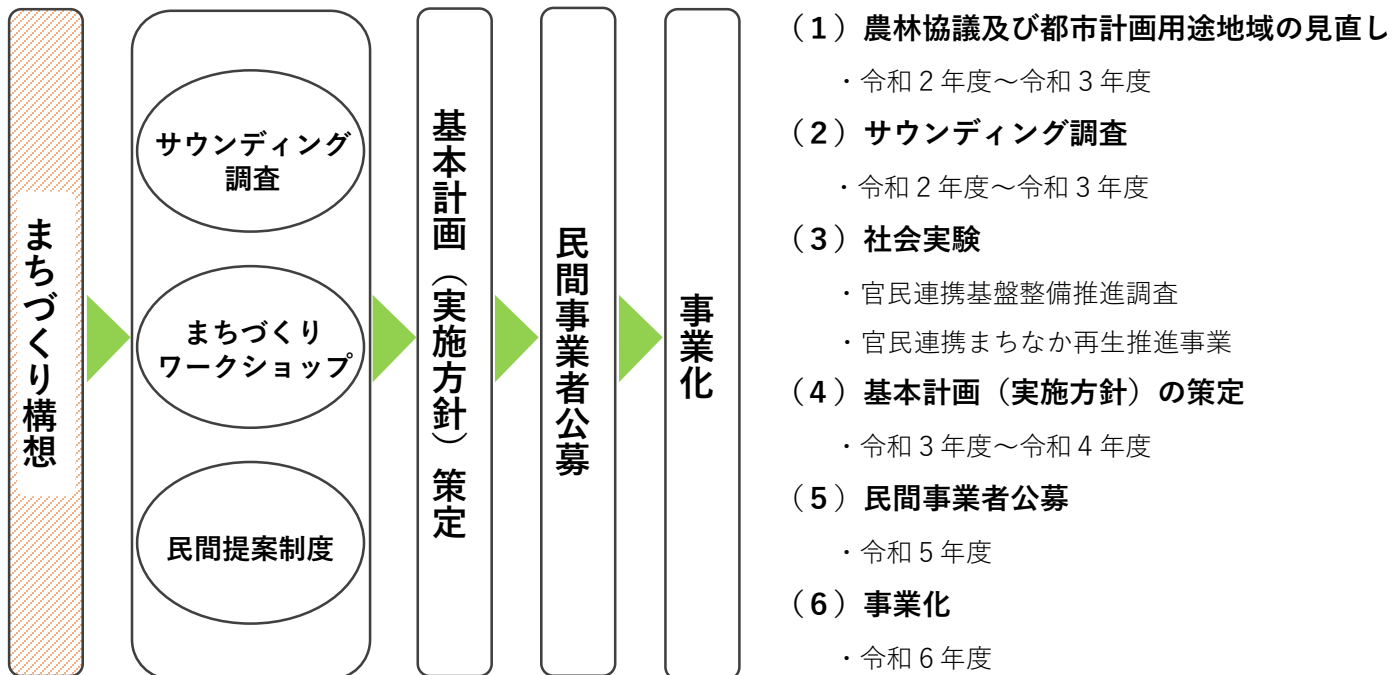 まちづくり構想
サウンディング
調査
まちづくり
ワークショップ
民間提案制度
基本計画（実施方針）策定
民間事業者公募
事業化
（１）農林協議及び都市計画用途地域の見直し
・令和２年度～令和３年度
（２）サウンディング調査
・令和２年度～令和３年度
（３）社会実験
・官民連携基盤整備推進調査
・官民連携まちなか再生推進事業
（４）基本計画（実施方針）の策定
・令和３年度～令和４年度
（５）民間事業者公募
・令和５年度
（６）事業化
・令和６年度